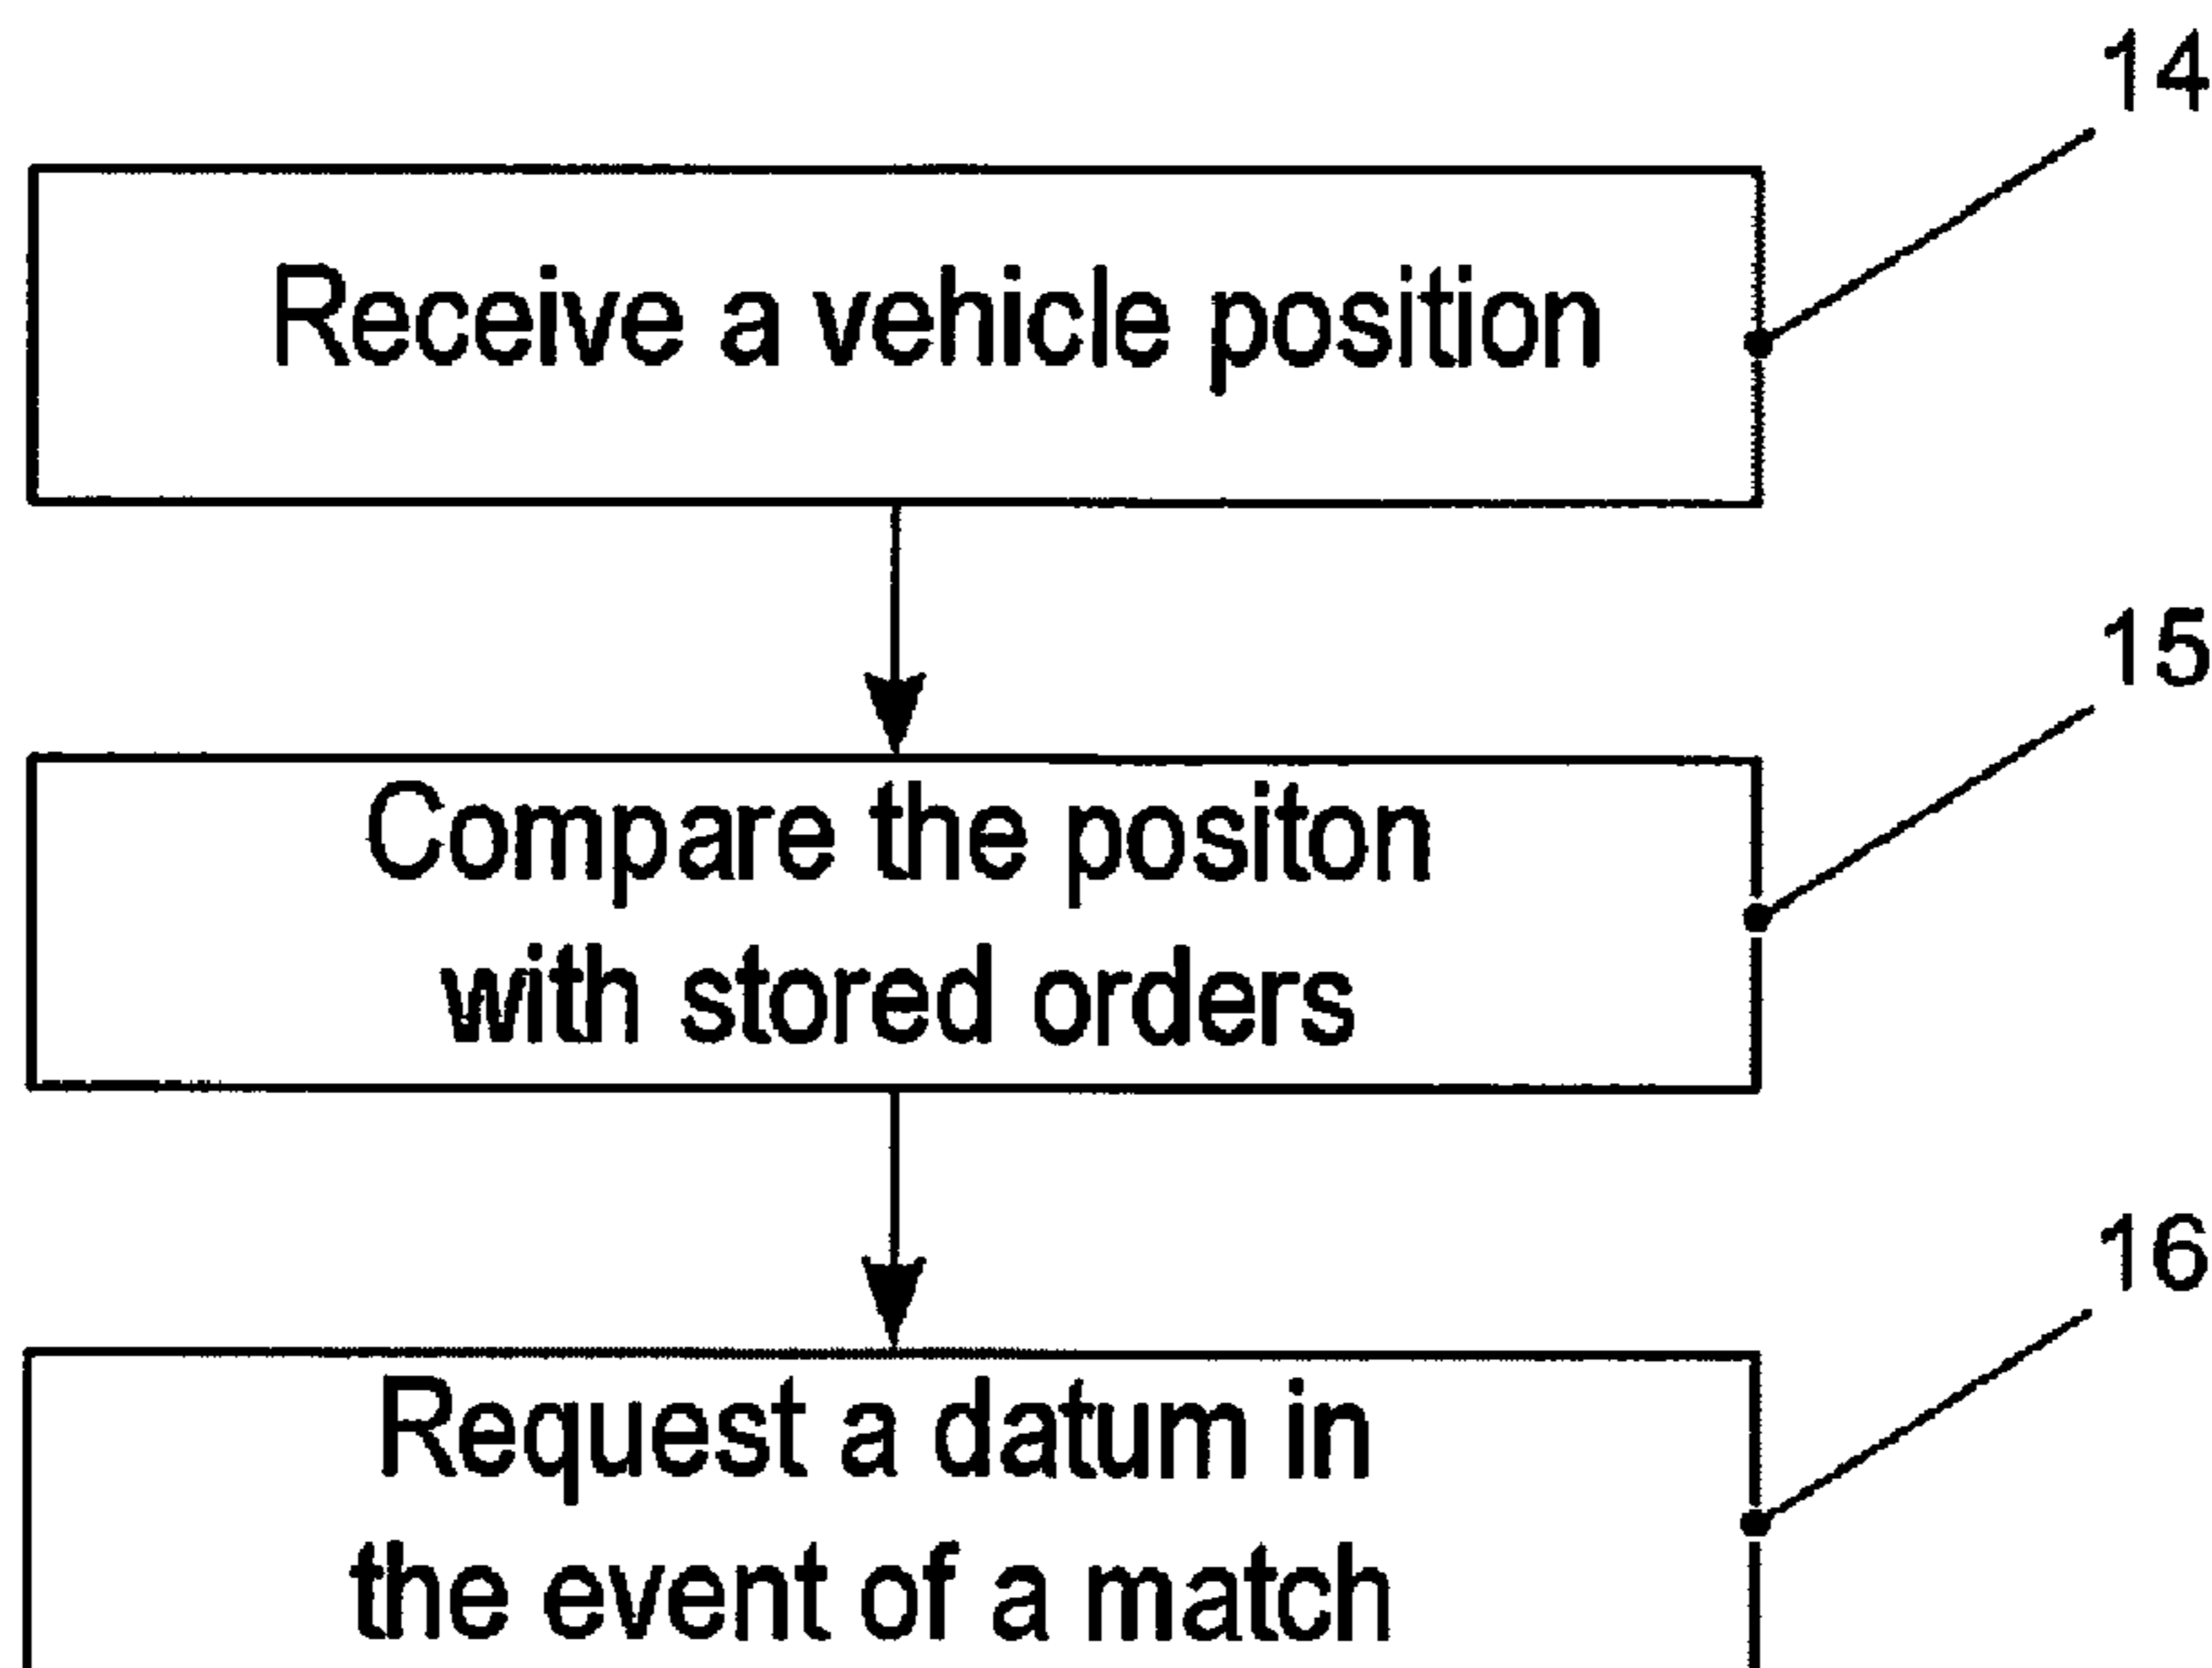 14
Receive a vehicle position
15
Compare the positon
with stored orders
16
Request a datum in
the event of a match